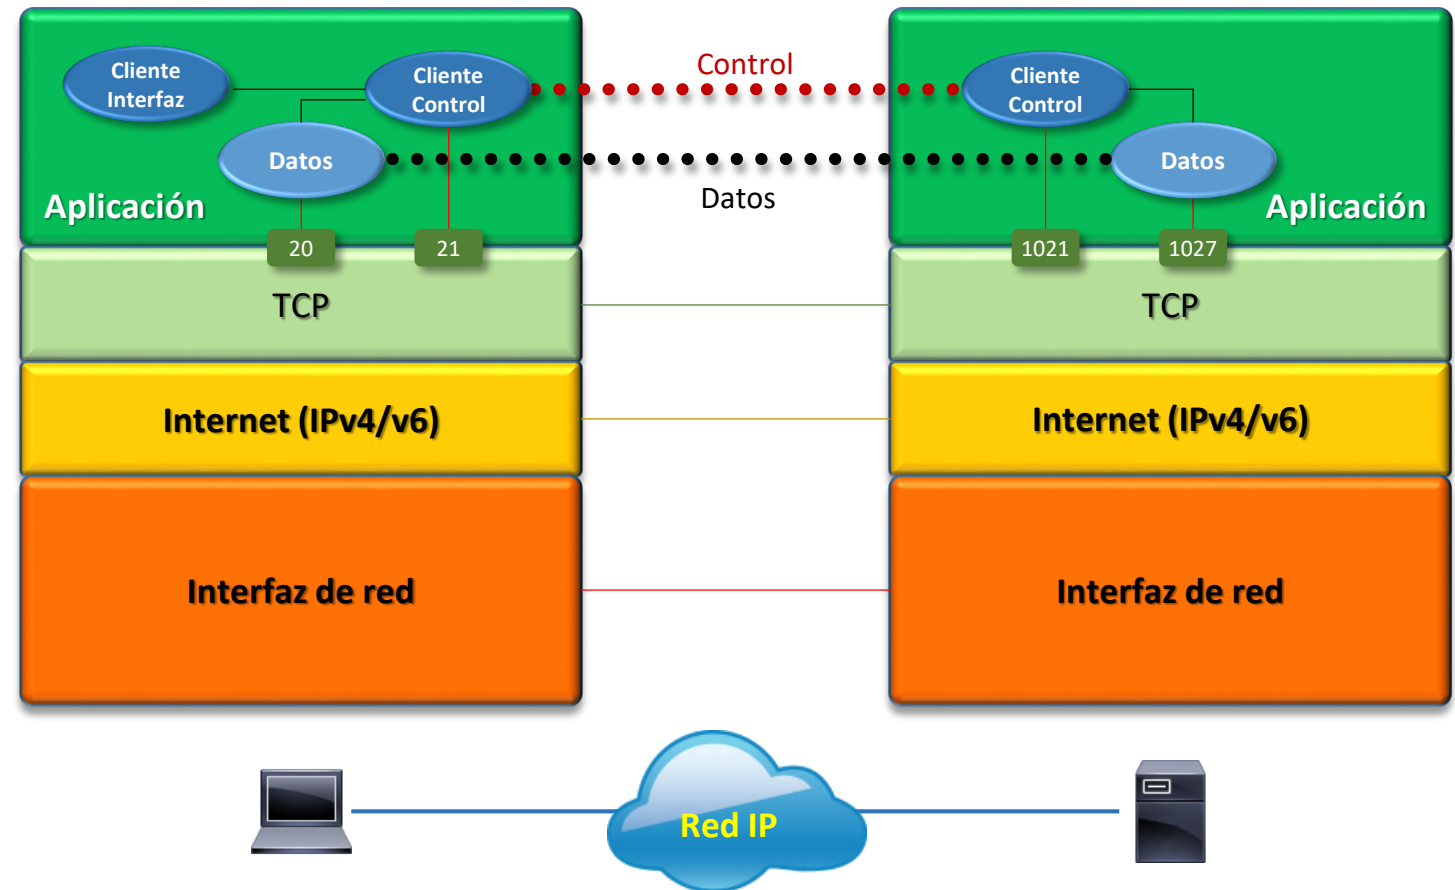 Cliente
Interfaz
Cliente
Control
Datos
Aplicación
20
21
Control
Datos
Cliente
Control
Datos
Aplicación
1021
1027
TCP
TCP
Internet (IPv4/v6)
Internet (IPv4/v6)
Interfaz de red
Interfaz de red
Red IP